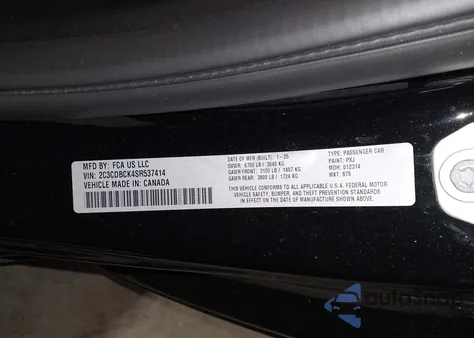 MFD BY: FCA US LLC
VIN: 2C3CDBCK4SR537414
VEHICLE MADE IN: CANADA
DATE OF MFR (BUILT): 1-25
GVWR: 6700 LB / 3040 KG
GAWR FRONT: 3100 LB / 1407 KG
GAWR REAR: 3800 LB / 1724 KG
TYPE: PASSENGER CAR
PAINT: PXJ
MDH: 012314
MKT: 875
THIS VEHICLE CONFORMS TO ALL APPLICABLE U.S.A. FEDERAL MOTOR
VEHICLE SAFETY, BUMPER, AND THEFT PREVENTION STANDARDS
IN EFFECT ON THE DATE OF MANUFACTURE SHOWN ABOVE.